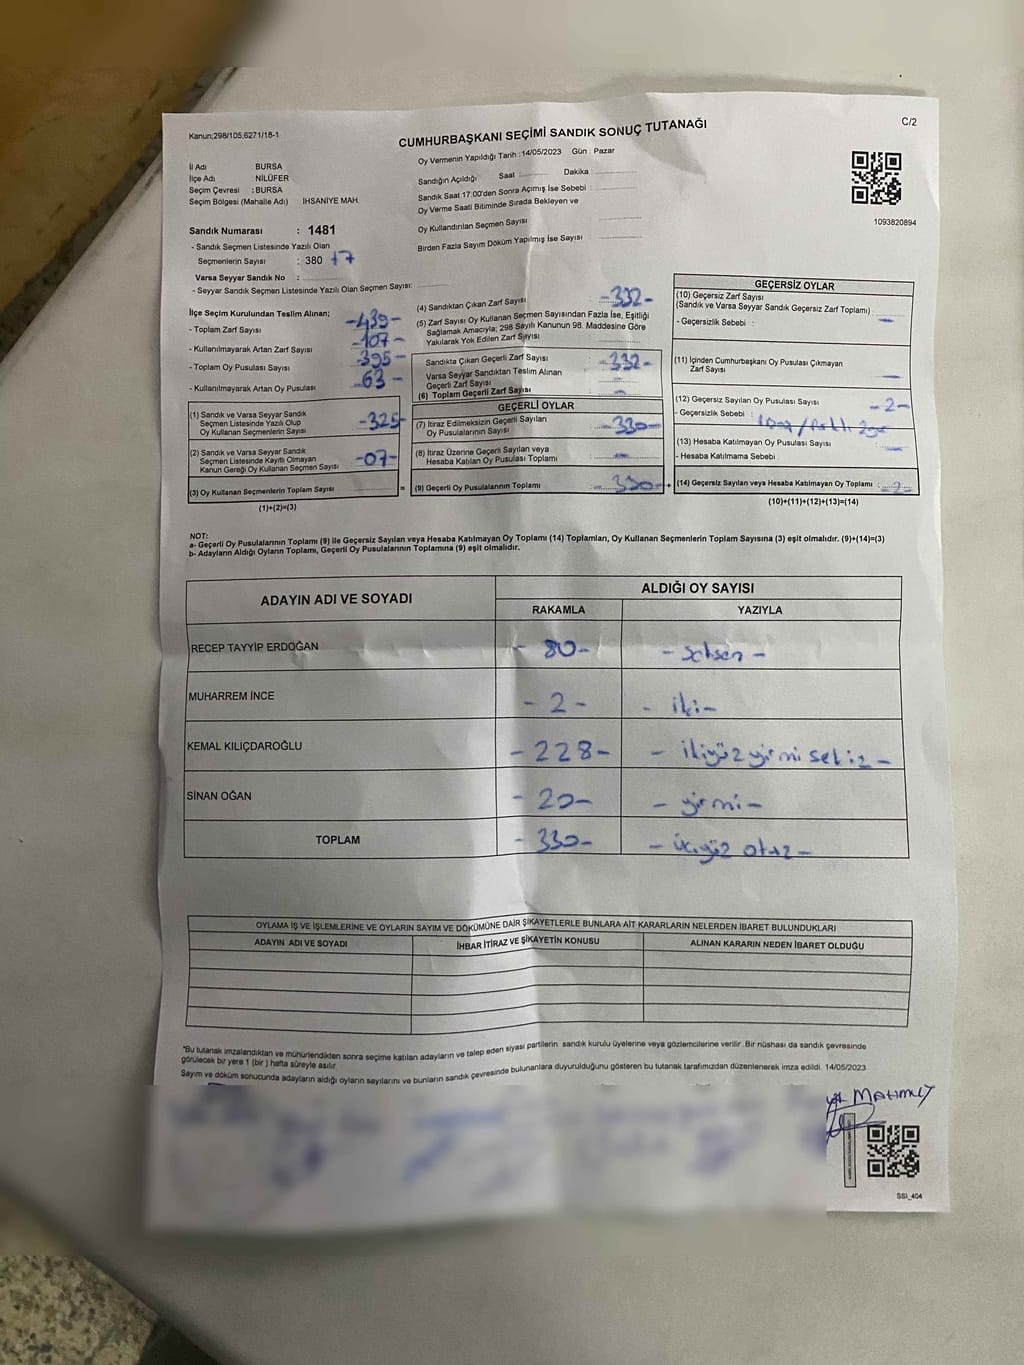 Kanun;298/105,6271/18-1
C/2
CUMHURBAŞKANI SEÇİMİ SANDIK SONUÇ TUTANAĞI
İl Adı BURSA
İlçe Adı NİLÜFER
Seçim Çevresi : BURSA
Seçim Bölgesi (Mahalle Adı) İHSANİYE MAH.
Sandık Numarası : 1481
- Sandık Seçmen Listesinde Yazılı Olan
Seçmenlerin Sayısı : 380 +7
Varsa Seyyar Sandık No :
- Seyyar Sandık Seçmen Listesinde Yazılı Olan Seçmen Sayısı:
Oy Vermenin Yapıldığı Tarih : 14/05/2023 Gün : Pazar
Sandığın Açıldığı Saat Dakika
Sandık Saat 17:00'den Sonra Açımış İse Sebebi
Oy Verme Saati Bitiminde Sırada Bekleyen ve
Oy Kullandırılan Seçmen Sayısı
Birden Fazla Sayım Döküm Yapılmış İse Sayısı
1093820894
İlçe Seçim Kurulundan Teslim Alınan;
- Toplam Zarf Sayısı -439-
- Kullanılmayarak Artan Zarf Sayısı -107-
- Toplam Oy Pusulası Sayısı -395-
- Kullanılmayarak Artan Oy Pusulası -63-
(1) Sandık ve Varsa Seyyar Sandık
Seçmen Listesinde Yazılı Olup
Oy Kullanan Seçmenlerin Sayısı -325-
(2) Sandık ve Varsa Seyyar Sandık
Seçmen Listesinde Kayıtlı Olmayan
Kanun Gereği Oy Kullanan Seçmen Sayısı -07-
(3) Oy Kullanan Seçmenlerin Toplam Sayısı =
(1)+(2)=(3)
(4) Sandıktan Çıkan Zarf Sayısı -332-
(5) Zarf Sayısı Oy Kullanan Seçmen Sayısından Fazla İse, Eşitliği
Sağlamak Amacıyla; 298 Sayılı Kanunun 98. Maddesine Göre
Yakılarak Yok Edilen Zarf Sayısı -
Sandıkta Çıkan Geçerli Zarf Sayısı -332-
Varsa Seyyar Sandıktan Teslim Alınan
Geçerli Zarf Sayısı -
(6) Toplam Geçerli Zarf Sayısı -
GEÇERLİ OYLAR
(7) İtiraz Edilmeksizin Geçerli Sayılan
Oy Pusulalarının Sayısı -330-
(8) İtiraz Üzerine Geçerli Sayılan veya
Hesaba Katılan Oy Pusulası Toplamı -
(9) Geçerli Oy Pusulalarının Toplamı -330- +
GEÇERSİZ OYLAR
(10) Geçersiz Zarf Sayısı
(Sandık ve Varsa Seyyar Sandık Geçersiz Zarf Toplamı)
- Geçersizlik Sebebi : -
(11) İçinden Cumhurbaşkanı Oy Pusulası Çıkmayan
Zarf Sayısı -
(12) Geçersiz Sayılan Oy Pusulası Sayısı -2-
- Geçersizlik Sebebi :
(13) Hesaba Katılmayan Oy Pusulası Sayısı -
- Hesaba Katılmama Sebebi :
(14) Geçersiz Sayılan veya Hesaba Katılmayan Oy Toplamı : -2-
(10)+(11)+(12)+(13)=(14)
NOT:
a- Geçerli Oy Pusulalarının Toplamı (9) ile Geçersiz Sayılan veya Hesaba Katılmayan Oy Toplamı (14) Toplamları, Oy Kullanan Seçmenlerin Toplam Sayısına (3) eşit olmalıdır. (9)+(14)=(3)
b- Adayların Aldığı Oyların Toplamı, Geçerli Oy Pusulalarının Toplamına (9) eşit olmalıdır.
ADAYIN ADI VE SOYADI
ALDIĞI OY SAYISI
RAKAMLA YAZIYLA
RECEP TAYYİP ERDOĞAN - 80 - - seksen -
MUHARREM İNCE - 2 - - iki -
KEMAL KILIÇDAROĞLU - 228 - - ikiyüz yirmi sekiz -
SİNAN OĞAN - 20 - - yirmi -
TOPLAM - 330 - - üçyüz otuz -
OYLAMA İŞ VE İŞLEMLERİNE VE OYLARIN SAYIM VE DÖKÜMÜNE DAİR ŞİKAYETLERLE BUNLARA AİT KARARLARIN NELERDEN İBARET BULUNDUKLARI
ADAYIN ADI VE SOYADI İHBAR İTİRAZ VE ŞİKAYETİN KONUSU ALINAN KARARIN NEDEN İBARET OLDUĞU
"Bu tutanak imzalandıktan ve mühürlendikten sonra seçime katılan adayların ve talep eden siyasi partilerin sandık kurulu üyelerine veya gözlemcilerine verilir .Bir nüshası da sandık çevresinde
görülecek bir yere 1 (bir ) hafta süreyle asılır.
Sayım ve döküm sonucunda adayların aldığı oyların sayılarını ve bunların sandık çevresinde bulunanlara duyurulduğunu gösteren bu tutanak tarafımızdan düzenlenerek imza edildi. 14/05/2023
MAHMUT
SSI_404